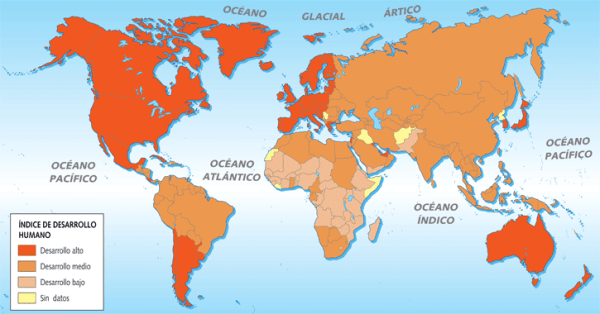 OCÉANO
GLACIAL
ÁRTICO
OCÉANO
PACÍFICO
OCÉANO
ATLÁNTICO
OCÉANO
PACÍFICO
OCÉANO
ÍNDICO
ÍNDICE DE DESARROLLO
HUMANO
Desarrollo alto
Desarrollo medio
Desarrollo bajo
Sin datos